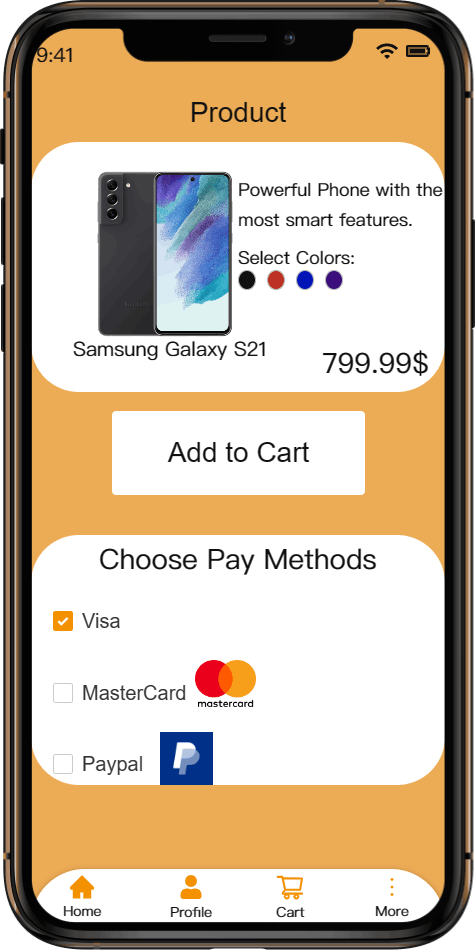 9:41
Product
Powerful Phone with the
most smart features.
Select Colors:
Samsung Galaxy S21
799.99$
Add to Cart
Choose Pay Methods
Visa
MasterCard
mastercard
Paypal
Home
Profile
Cart
More